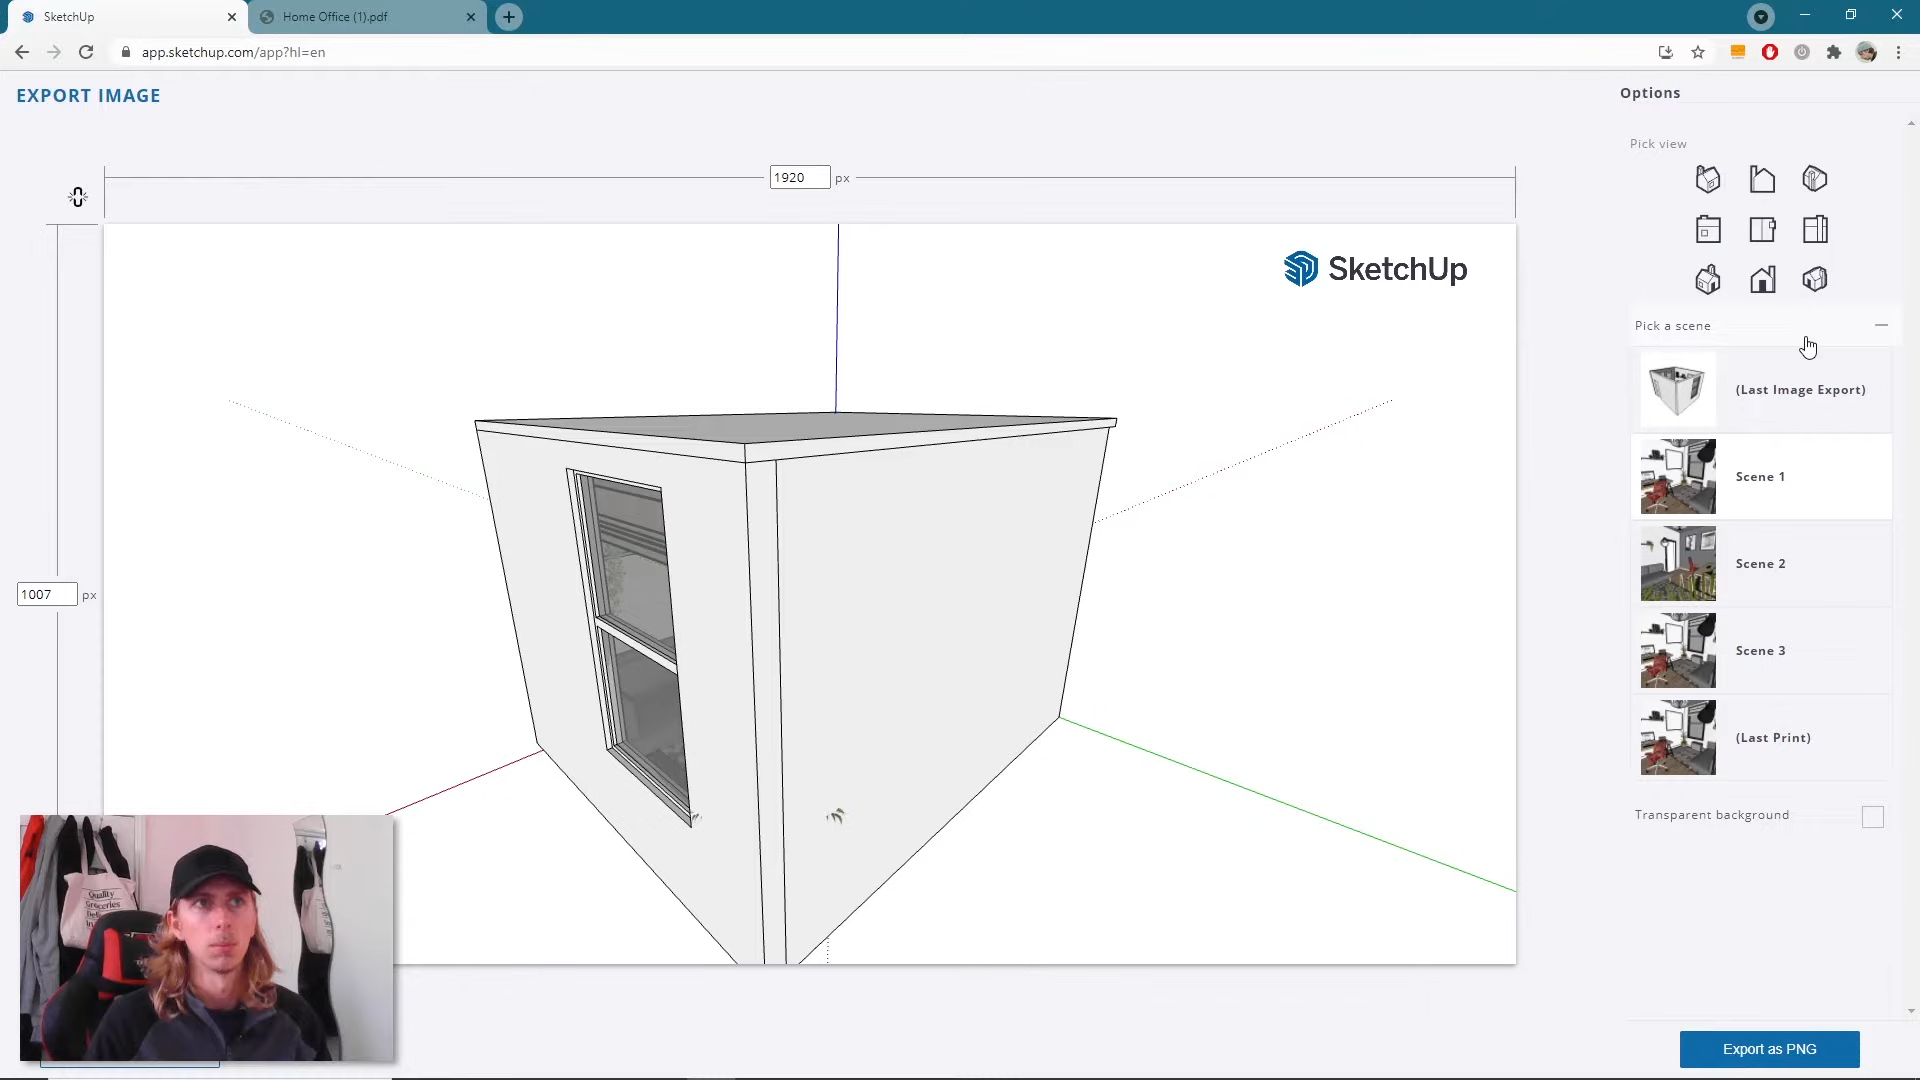 SketchUp
Home Office (1).pdf
app.sketchup.com/app?hl=en
EXPORT IMAGE
Options
Pick view
1920 px
SketchUp
Pick a scene
(Last Image Export)
Scene 1
Scene 2
1007 px
Scene 3
(Last Print)
Transparent background
Quality
Groceries
Export as PNG